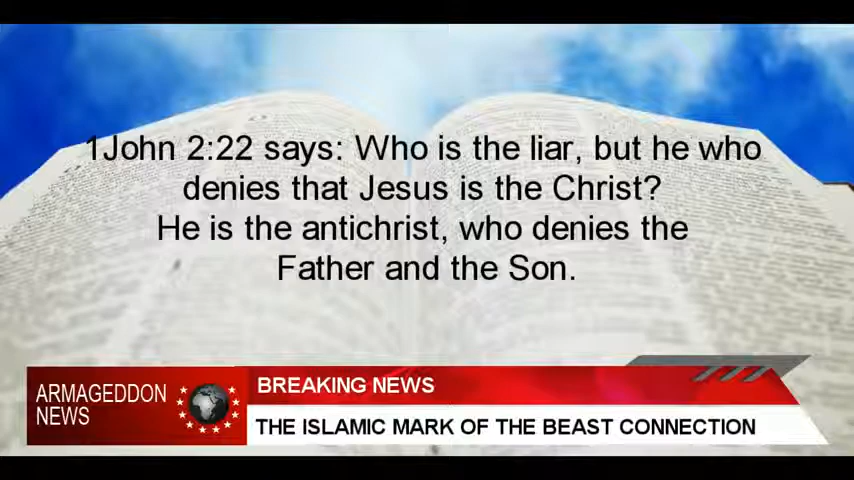 1John 2:22 says: Who is the liar, but he who
denies that Jesus is the Christ?
He is the antichrist, who denies the
Father and the Son.
ARMAGEDDON
NEWS
BREAKING NEWS
THE ISLAMIC MARK OF THE BEAST CONNECTION